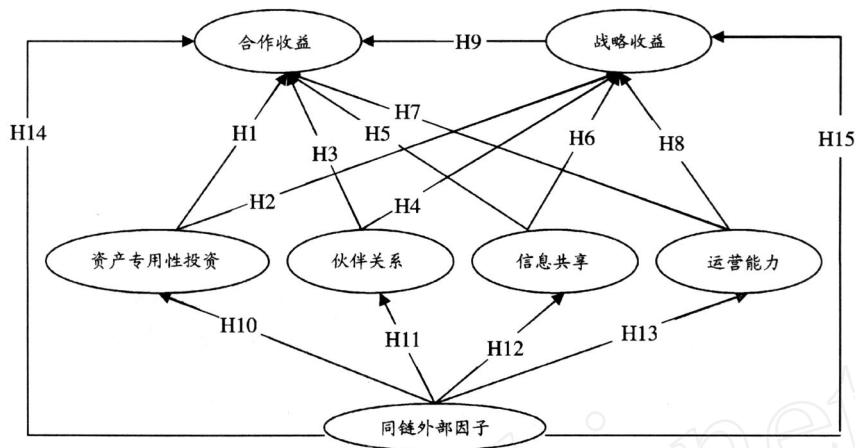 合作收益
H9
战略收益
H14
H1
H3
H5
H7
H6
H8
H15
H2
H4
资产专用性投资
伙伴关系
信息共享
运营能力
H10
H11
H12
H13
同链外部因子